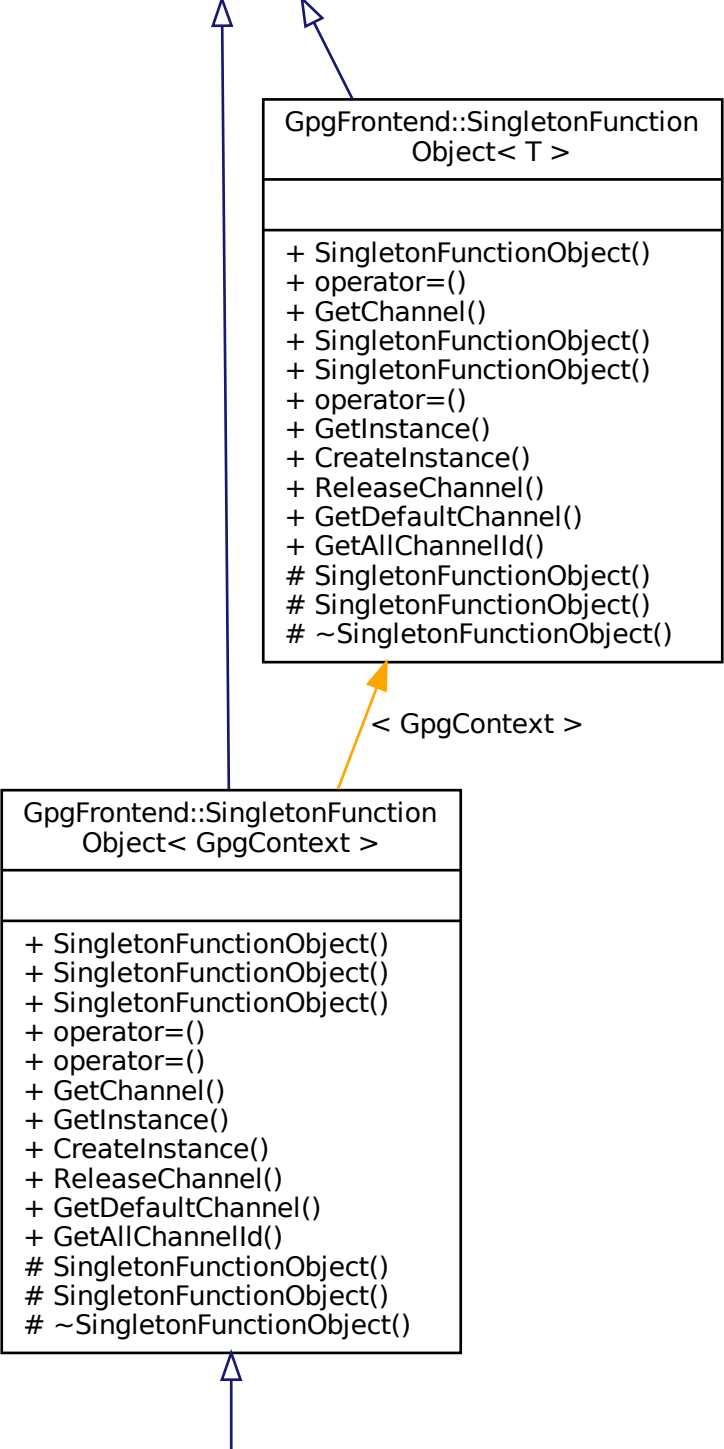 GpgFrontend::SingletonFunction
Object< T >
+ SingletonFunctionObject()
+ operator=()
+ GetChannel()
+ SingletonFunctionObject()
+ SingletonFunctionObject()
+ operator=()
+ GetInstance()
+ CreateInstance()
+ ReleaseChannel()
+ GetDefaultChannel()
+ GetAllChannelId()
# SingletonFunctionObject()
# SingletonFunctionObject()
# ~SingletonFunctionObject()
< GpgContext >
GpgFrontend::SingletonFunction
Object< GpgContext >
+ SingletonFunctionObject()
+ SingletonFunctionObject()
+ SingletonFunctionObject()
+ operator=()
+ operator=()
+ GetChannel()
+ GetInstance()
+ CreateInstance()
+ ReleaseChannel()
+ GetDefaultChannel()
+ GetAllChannelId()
# SingletonFunctionObject()
# SingletonFunctionObject()
# ~SingletonFunctionObject()